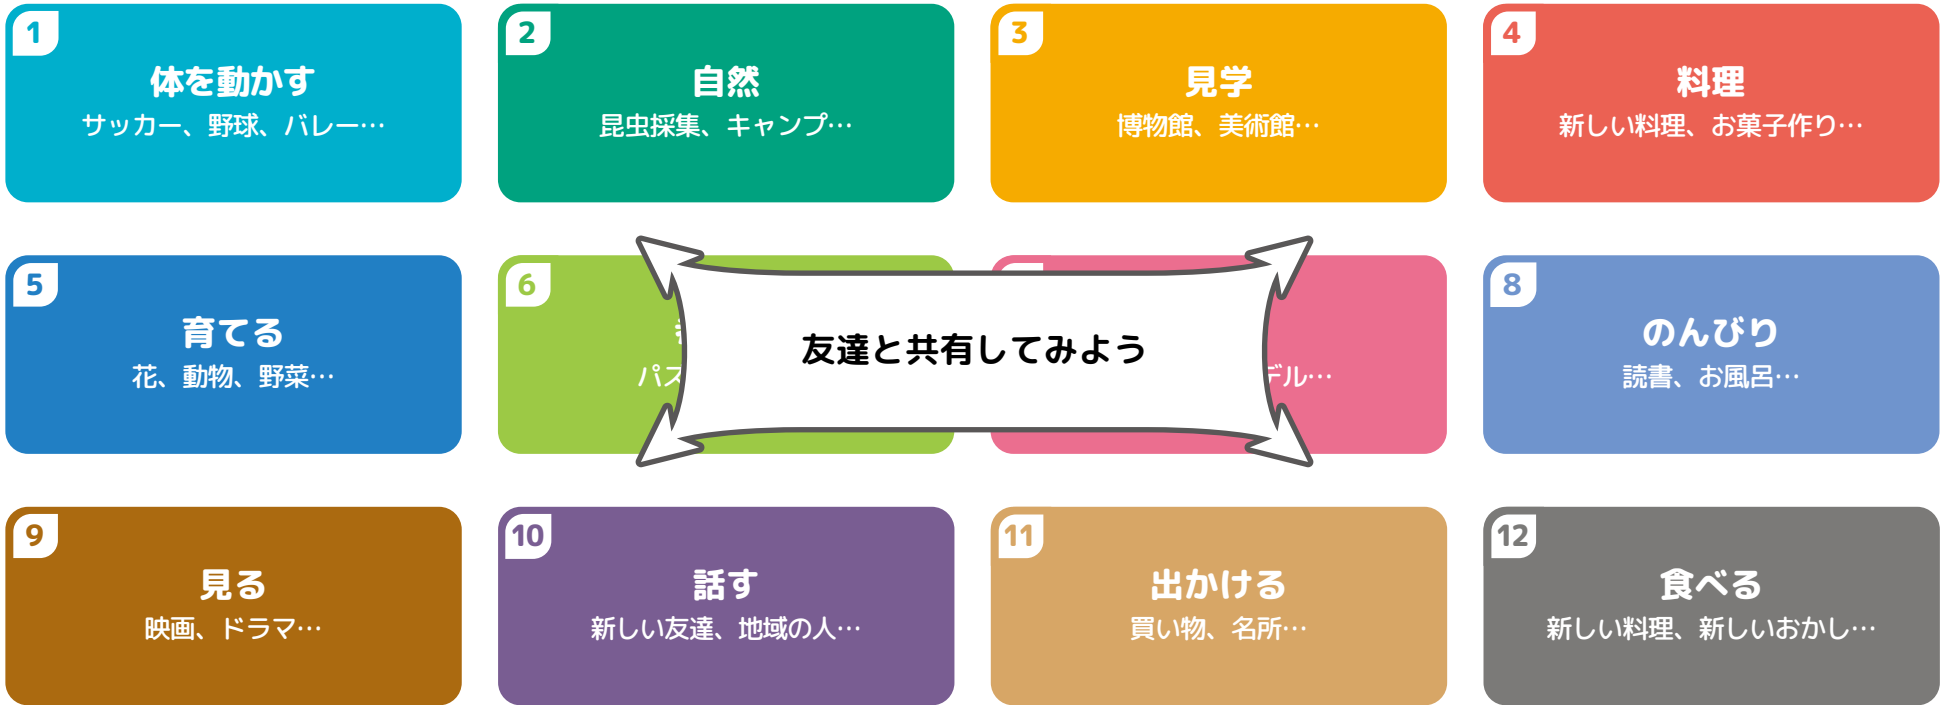 1
体を動かす
サッカー、野球、バレー…
2
自然
昆虫採集、キャンプ…
3
見学
博物館、美術館…
4
料理
新しい料理、お菓子作り…
5
育てる
花、動物、野菜…
6
パズ
友達と共有してみよう
デル…
8
のんびり
読書、お風呂…
9
見る
映画、ドラマ…
10
話す
新しい友達、地域の人…
11
出かける
買い物、名所…
12
食べる
新しい料理、新しいおかし…